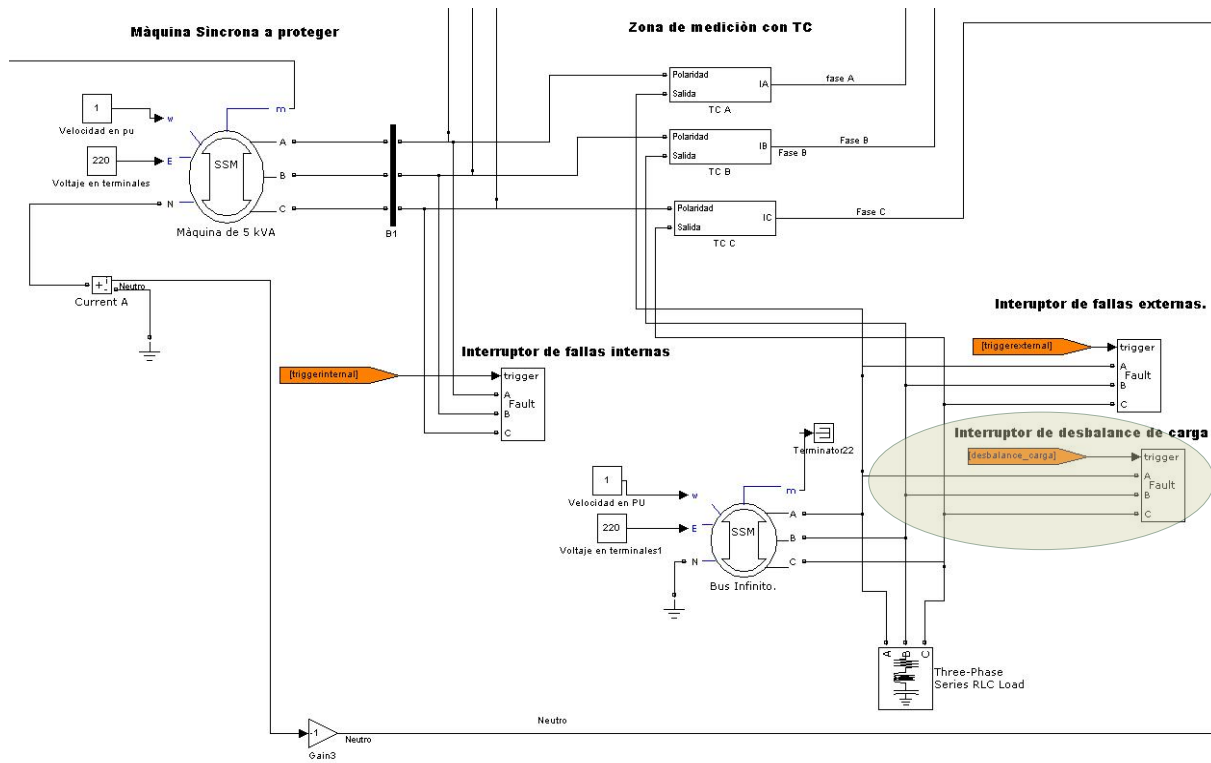 Màquina Sìncrona a proteger
Zona de mediciòn con TC
1
Velocidad en pu
220
Voltaje en terminales
w
E
N
m
SSM
A
B
C
Màquina de 5 kVA
B1
Polaridad
Salida
IA
TC A
fase A
Polaridad
Salida
IB
TC B
Fase B
Fase B
Polaridad
Salida
IC
TC C
Fase C
+
-
i
Neutro
Current A
Interuptor de fallas externas.
[triggerexternal]
trigger
A
B
C
Fault
Interruptor de fallas internas
[triggerinternal]
trigger
A
B
C
Fault
Interruptor de desbalance de carga
[desbalance_carga]
trigger
A
B
C
Fault
Terminator22
1
Velocidad en PU
220
Voltaje en terminales1
w
E
N
m
SSM
A
B
C
Bus Infinito.
A
B
C
Three-Phase
Series RLC Load
-1
Gain3
Neutro
Neutro